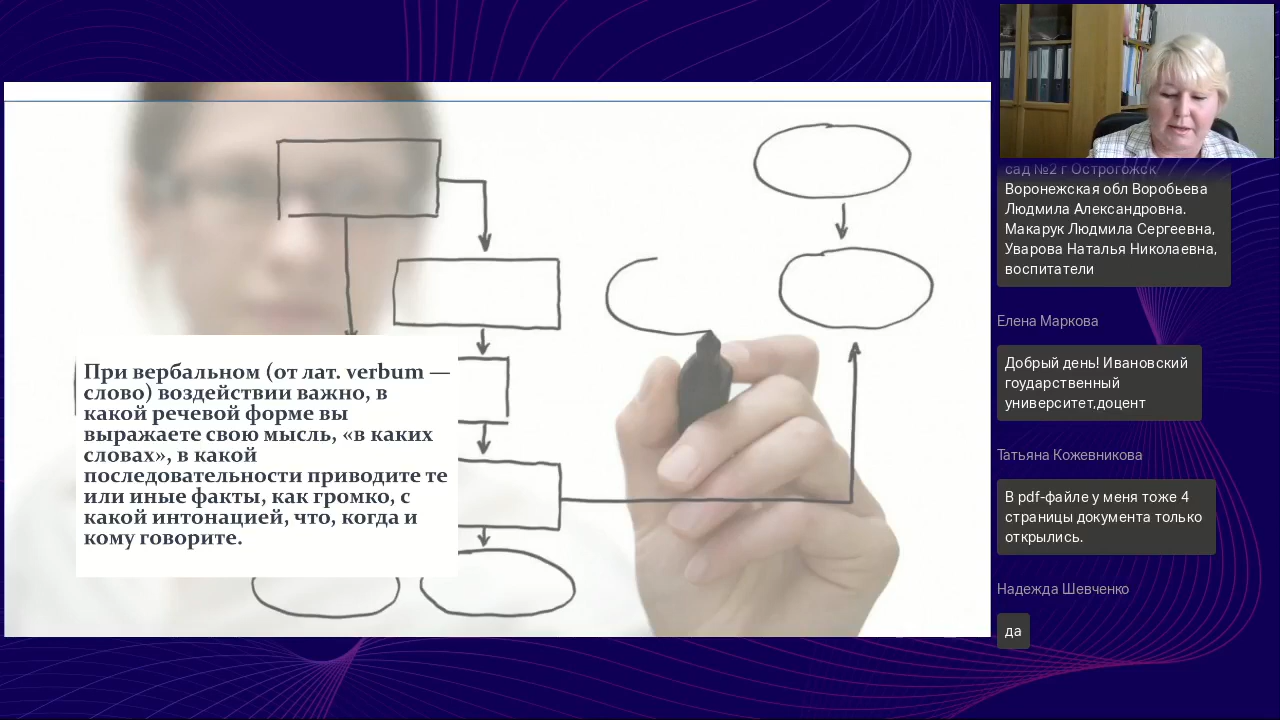 При вербальном (от лат. verbum —
слово) воздействии важно, в
какой речевой форме вы
выражаете свою мысль, «в каких
словах», в какой
последовательности приводите те
или иные факты, как громко, с
какой интонацией, что, когда и
кому говорите.
сад №2 г Острогожск
Воронежская обл Воробьева
Людмила Александровна.
Макарук Людмила Сергеевна,
Уварова Наталья Николаевна,
воспитатели
Елена Маркова
Добрый день! Ивановский
гоударственный
университет,доцент
Татьяна Кожевникова
В pdf-файле у меня тоже 4
страницы документа только
открылись.
Надежда Шевченко
да